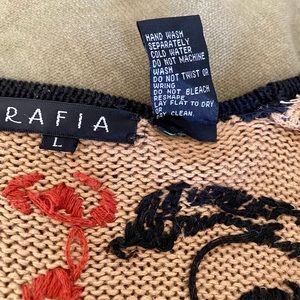 HAND WASH
SEPARATELY
COLD WATER
DO NOT MACHINE
WASH
DO NOT TWIST OR
WRING
DO NOT BLEACH
RESHAPE
LAY FLAT TO DRY
OR
DRY CLEAN.
RAFIA
L